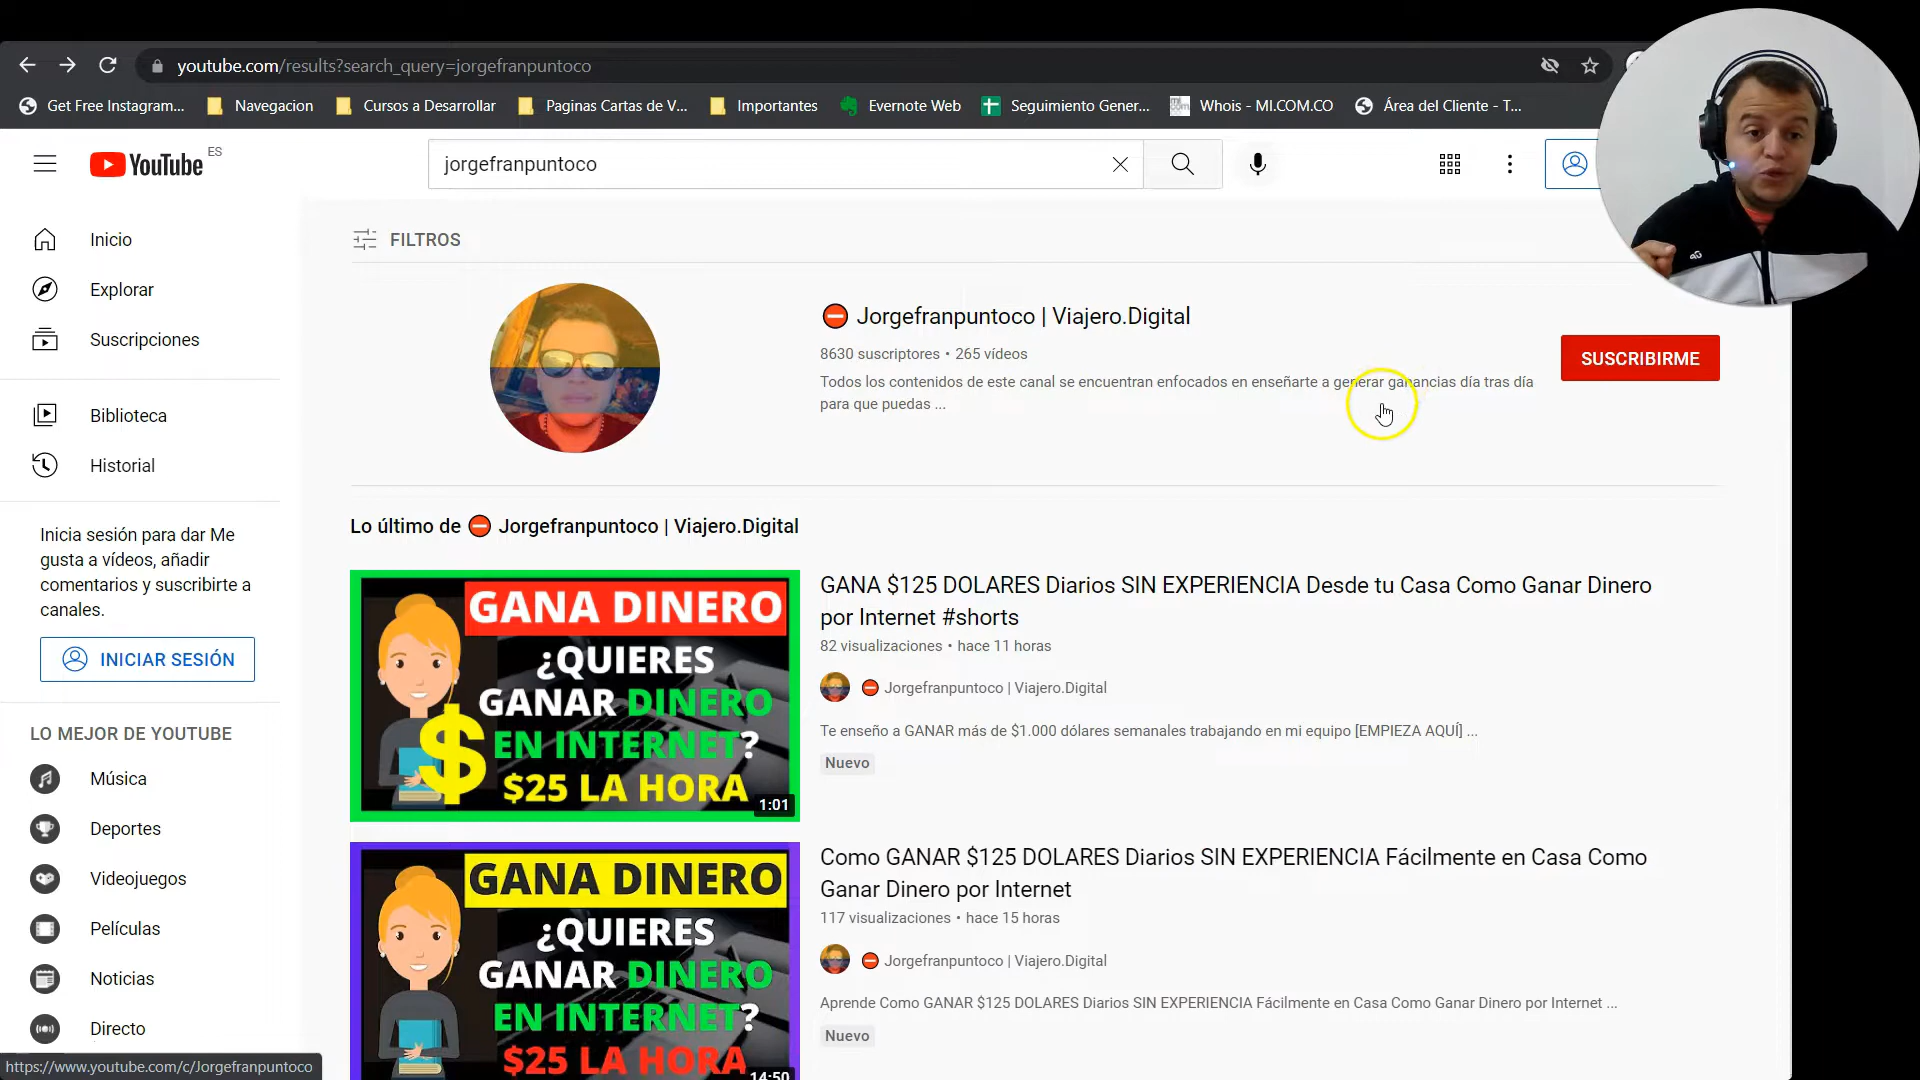 youtube.com/results?search_query=jorgefranpuntoco
Get Free Instagram... Navegacion Cursos a Desarrollar Paginas Cartas de V... Importantes Evernote Web Seguimiento Gener... Whois - MI.COM.CO Área del Cliente - T...
YouTube ES
jorgefranpuntoco
Inicio
Explorar
Suscripciones
Biblioteca
Historial
Inicia sesión para dar Me
gusta a vídeos, añadir
comentarios y suscribirte a
canales.
INICIAR SESIÓN
LO MEJOR DE YOUTUBE
Música
Deportes
Videojuegos
Películas
Noticias
Directo
https://www.youtube.com/c/Jorgefranpuntoco
FILTROS
Jorgefranpuntoco | Viajero.Digital
8630 suscriptores • 265 vídeos
Todos los contenidos de este canal se encuentran enfocados en enseñarte a generar ganancias día tras día
para que puedas ...
SUSCRIBIRME
Lo último de Jorgefranpuntoco | Viajero.Digital
GANA DINERO
¿QUIERES
GANAR DINERO
EN INTERNET?
$25 LA HORA
1:01
GANA $125 DOLARES Diarios SIN EXPERIENCIA Desde tu Casa Como Ganar Dinero
por Internet #shorts
82 visualizaciones • hace 11 horas
Jorgefranpuntoco | Viajero.Digital
Te enseño a GANAR más de $1.000 dólares semanales trabajando en mi equipo [EMPIEZA AQUÍ] ...
Nuevo
GANA DINERO
¿QUIERES
GANAR DINERO
EN INTERNET?
$25 LA HORA
14:50
Como GANAR $125 DOLARES Diarios SIN EXPERIENCIA Fácilmente en Casa Como
Ganar Dinero por Internet
117 visualizaciones • hace 15 horas
Jorgefranpuntoco | Viajero.Digital
Aprende Como GANAR $125 DOLARES Diarios SIN EXPERIENCIA Fácilmente en Casa Como Ganar Dinero por Internet ...
Nuevo